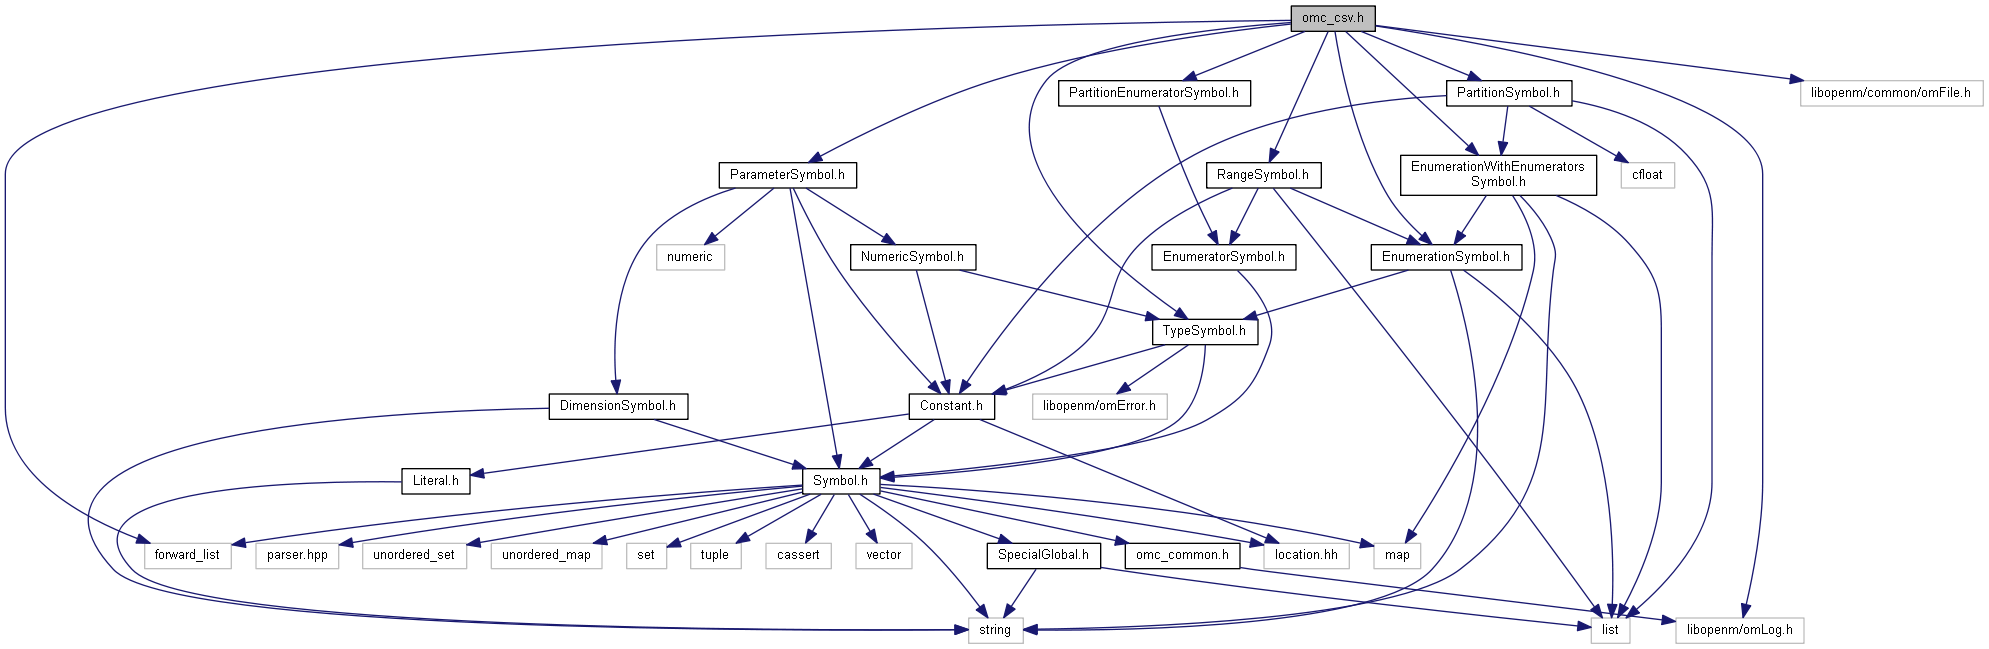 omc_csv.h
PartitionEnumeratorSymbol.h
PartitionSymbol.h
libopenm/common/omFile.h
ParameterSymbol.h
RangeSymbol.h
EnumerationWithEnumerators
Symbol.h
cfloat
numeric
NumericSymbol.h
EnumeratorSymbol.h
EnumerationSymbol.h
TypeSymbol.h
DimensionSymbol.h
Constant.h
libopenm/omError.h
Literal.h
Symbol.h
forward_list
parser.hpp
unordered_set
unordered_map
set
tuple
cassert
vector
SpecialGlobal.h
omc_common.h
location.hh
map
string
list
libopenm/omLog.h